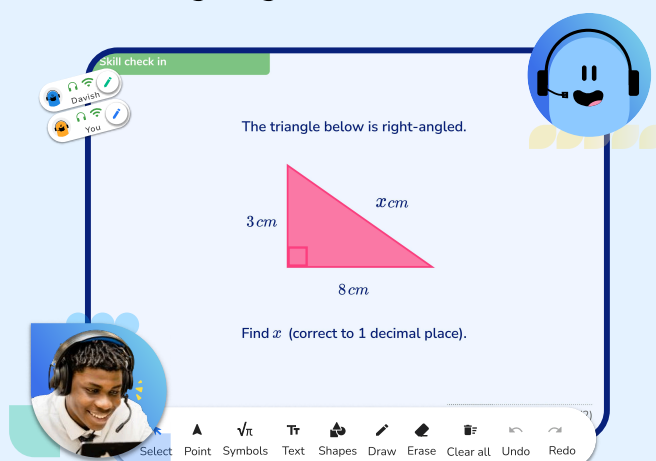 Skill check in
Davish
You
The triangle below is right-angled.
x cm
3 cm
8 cm
Find x (correct to 1 decimal place).
√π
Tr
Select Point Symbols Text Shapes Draw Erase Clear all Undo Redo